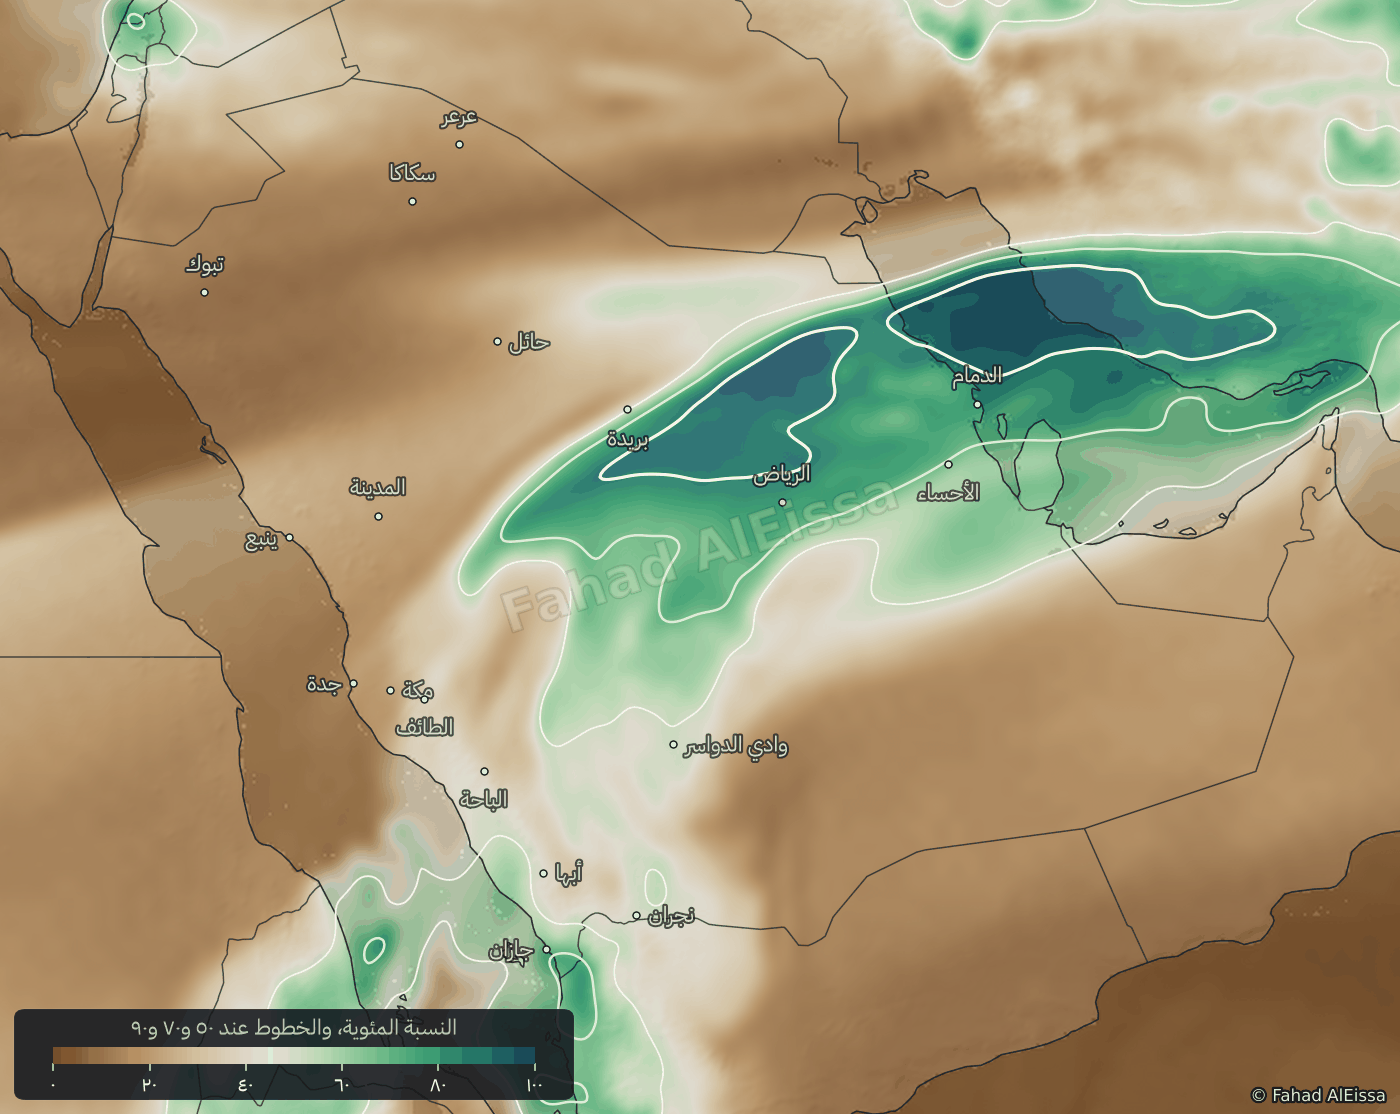 عرعر
سكاكا
تبوك
حائل
الدمام
بريدة
الرياض
المدينة
الأحساء
ينبع
Fahad AlEissa
جدة
مكة
الطائف
وادي الدواسر
الباحة
أبها
نجران
جازان
النسبة المئوية، والخطوط عند ٥٠ و٧٠ و٩٠
٠ ٢٠ ٤٠ ٦٠ ٨٠ ١٠٠
© Fahad AlEissa